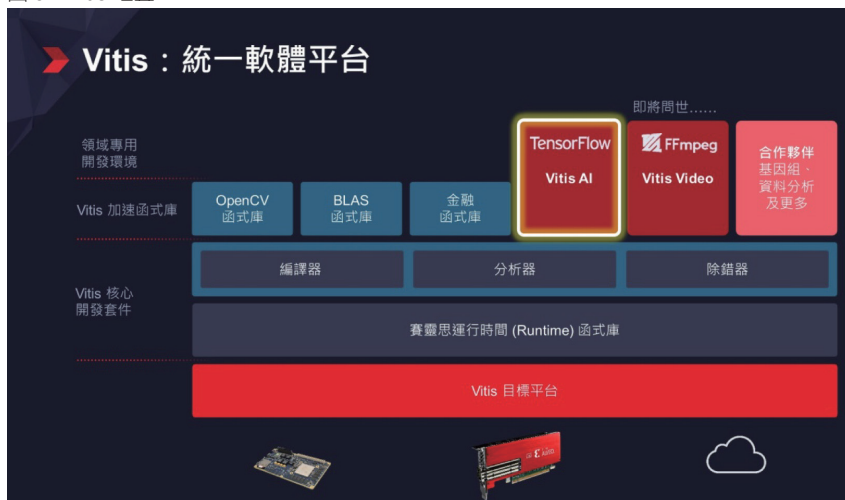 Vitis：統一軟體平台
即將問世......
領域專用
開發環境
TensorFlow
Vitis AI
FFmpeg
Vitis Video
合作夥伴
基因組、
資料分析
及更多
Vitis 加速函式庫
OpenCV
函式庫
BLAS
函式庫
金融
函式庫
Vitis 核心
開發套件
編譯器
分析器
除錯器
賽靈思運行時間 (Runtime) 函式庫
Vitis 目標平台